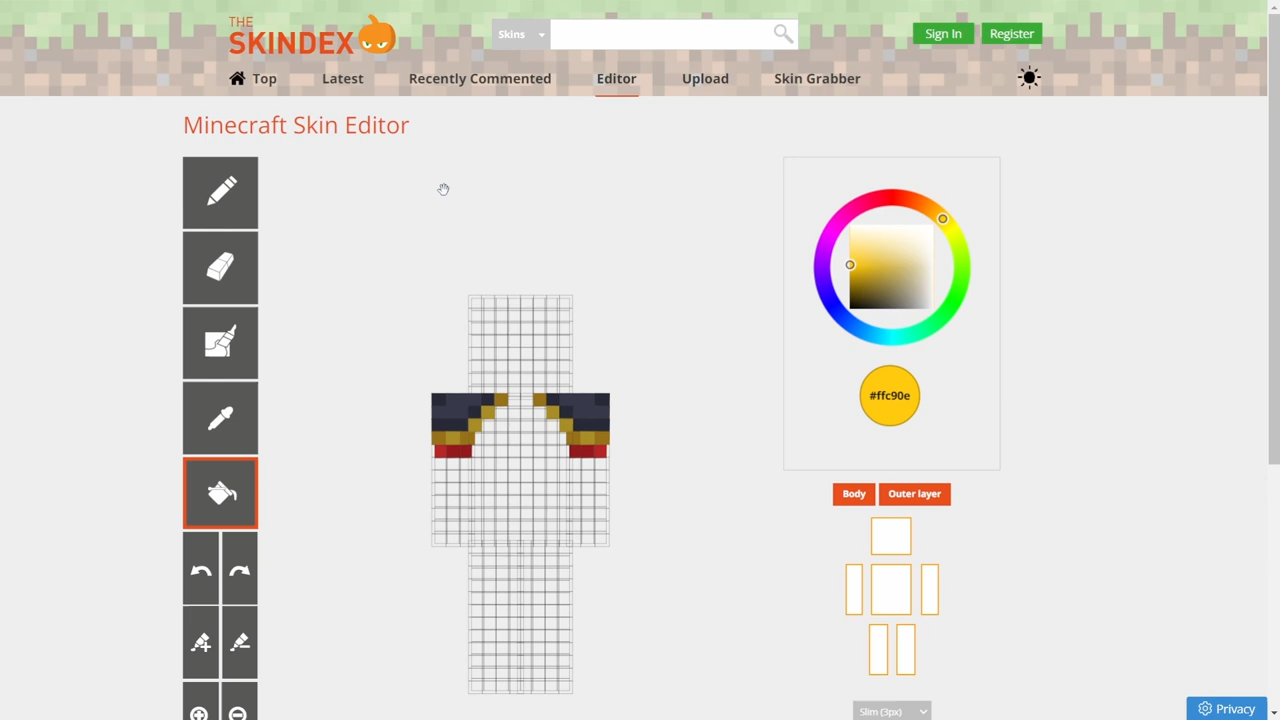 THE
SKINDEX
Skins
Sign In
Register
Top
Latest
Recently Commented
Editor
Upload
Skin Grabber
Minecraft Skin Editor
#ffc90e
Body
Outer layer
Slim (3px)
Privacy